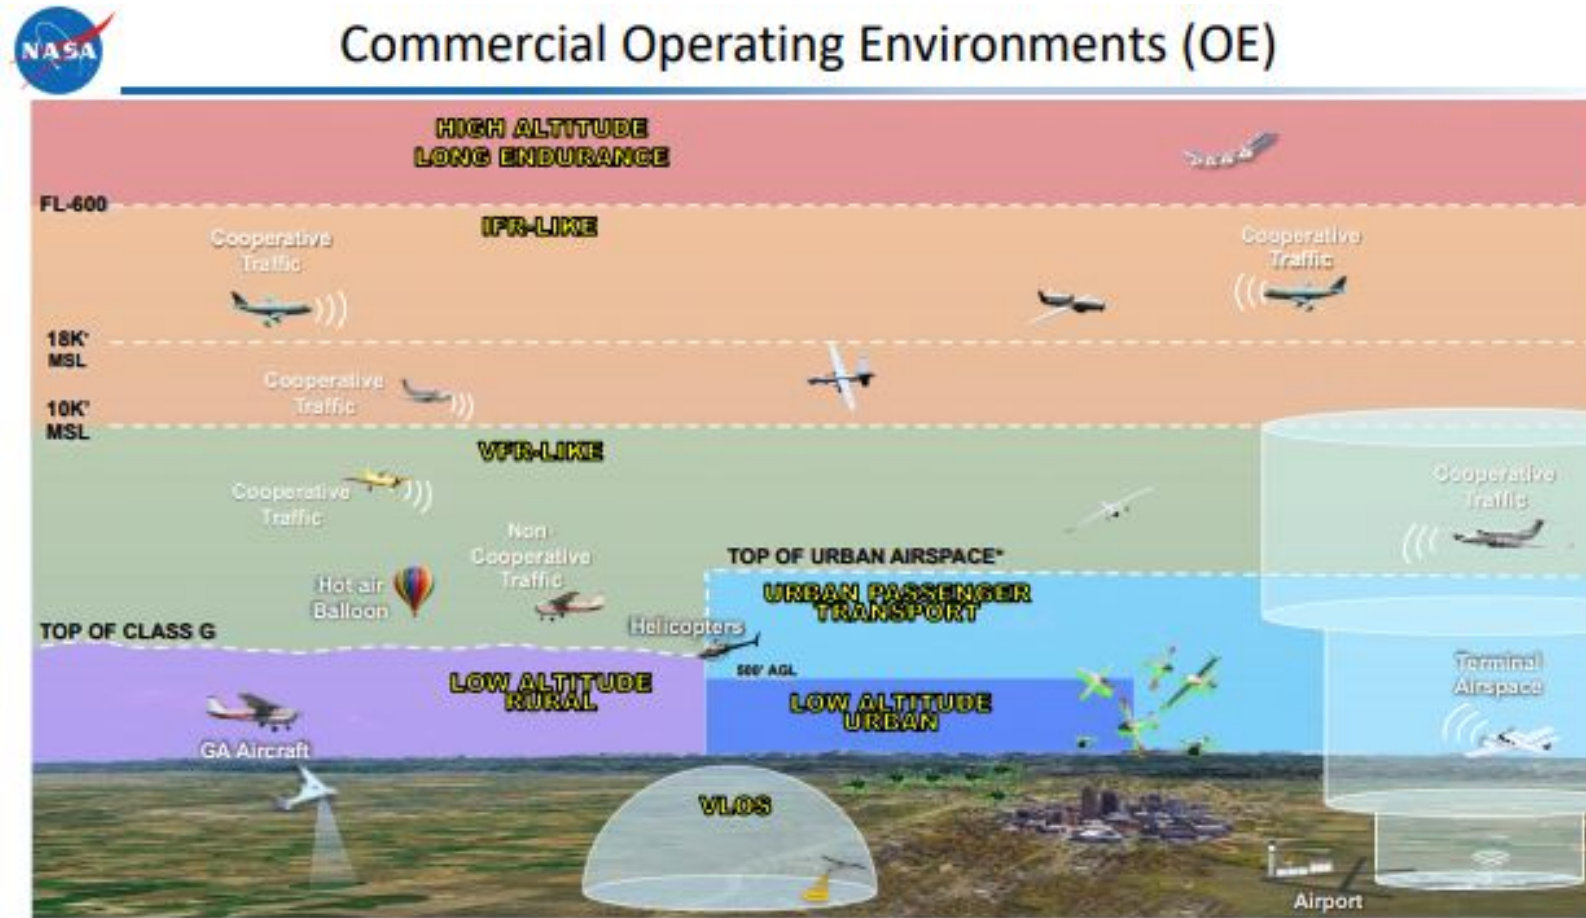 NASA
Commercial Operating Environments (OE)
HIGH ALTITUDE
LONG ENDURANCE
FL-600
IFR-LIKE
Cooperative
Traffic
Cooperative
Traffic
18K'
MSL
Cooperative
Traffic
10K'
MSL
VFR-LIKE
Cooperative
Traffic
Cooperative
Traffic
Non-
Cooperative
Traffic
Hot air
Balloon
TOP OF URBAN AIRSPACE*
URBAN PASSENGER
TRANSPORT
TOP OF CLASS G
Helicopters
500' AGL
LOW ALTITUDE
RURAL
LOW ALTITUDE
URBAN
Terminal
Airspace
GA Aircraft
VLOS
Airport